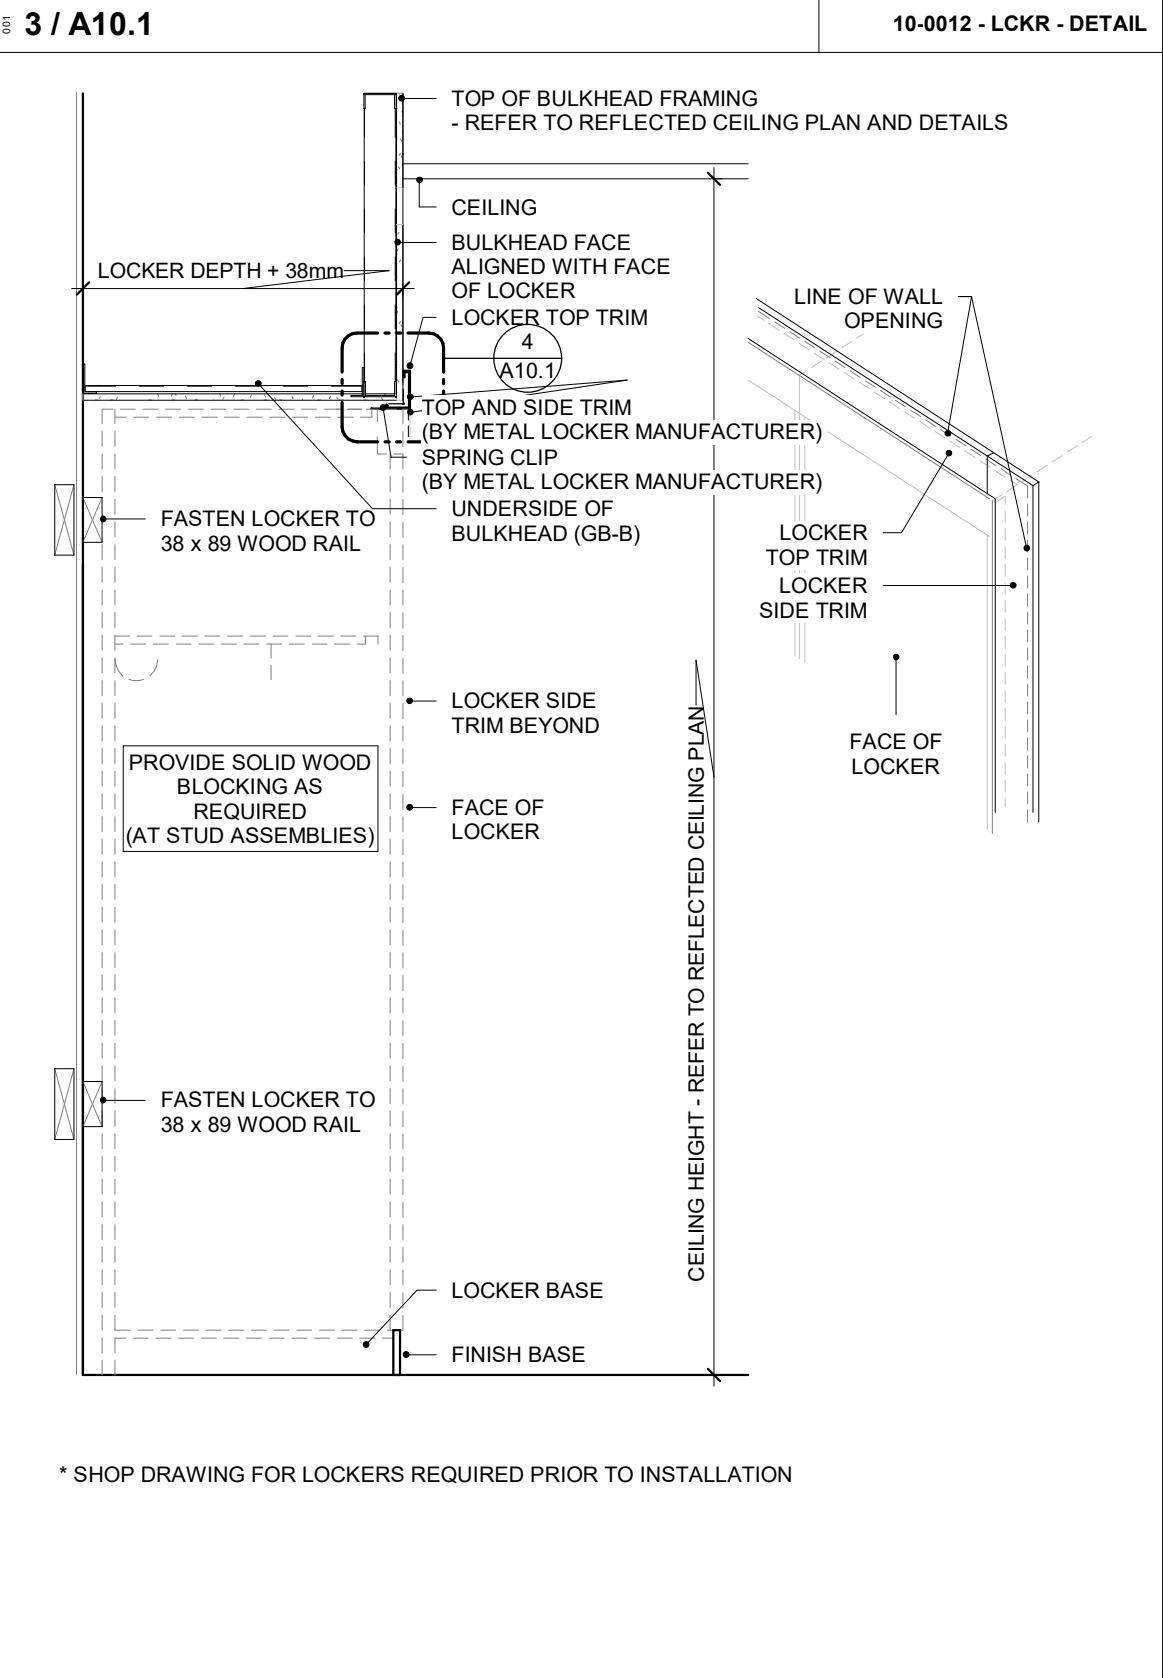 001
3 / A10.1
10-0012 - LCKR - DETAIL
TOP OF BULKHEAD FRAMING
- REFER TO REFLECTED CEILING PLAN AND DETAILS
CEILING
BULKHEAD FACE
ALIGNED WITH FACE
OF LOCKER
LOCKER DEPTH + 38mm
LOCKER TOP TRIM
4
A10.1
TOP AND SIDE TRIM
(BY METAL LOCKER MANUFACTURER)
SPRING CLIP
(BY METAL LOCKER MANUFACTURER)
UNDERSIDE OF
BULKHEAD (GB-B)
FASTEN LOCKER TO
38 x 89 WOOD RAIL
LINE OF WALL
OPENING
LOCKER
TOP TRIM
LOCKER
SIDE TRIM
FACE OF
LOCKER
LOCKER SIDE
TRIM BEYOND
PROVIDE SOLID WOOD
BLOCKING AS
REQUIRED
(AT STUD ASSEMBLIES)
FACE OF
LOCKER
CEILING HEIGHT - REFER TO REFLECTED CEILING PLAN
FASTEN LOCKER TO
38 x 89 WOOD RAIL
LOCKER BASE
FINISH BASE
* SHOP DRAWING FOR LOCKERS REQUIRED PRIOR TO INSTALLATION